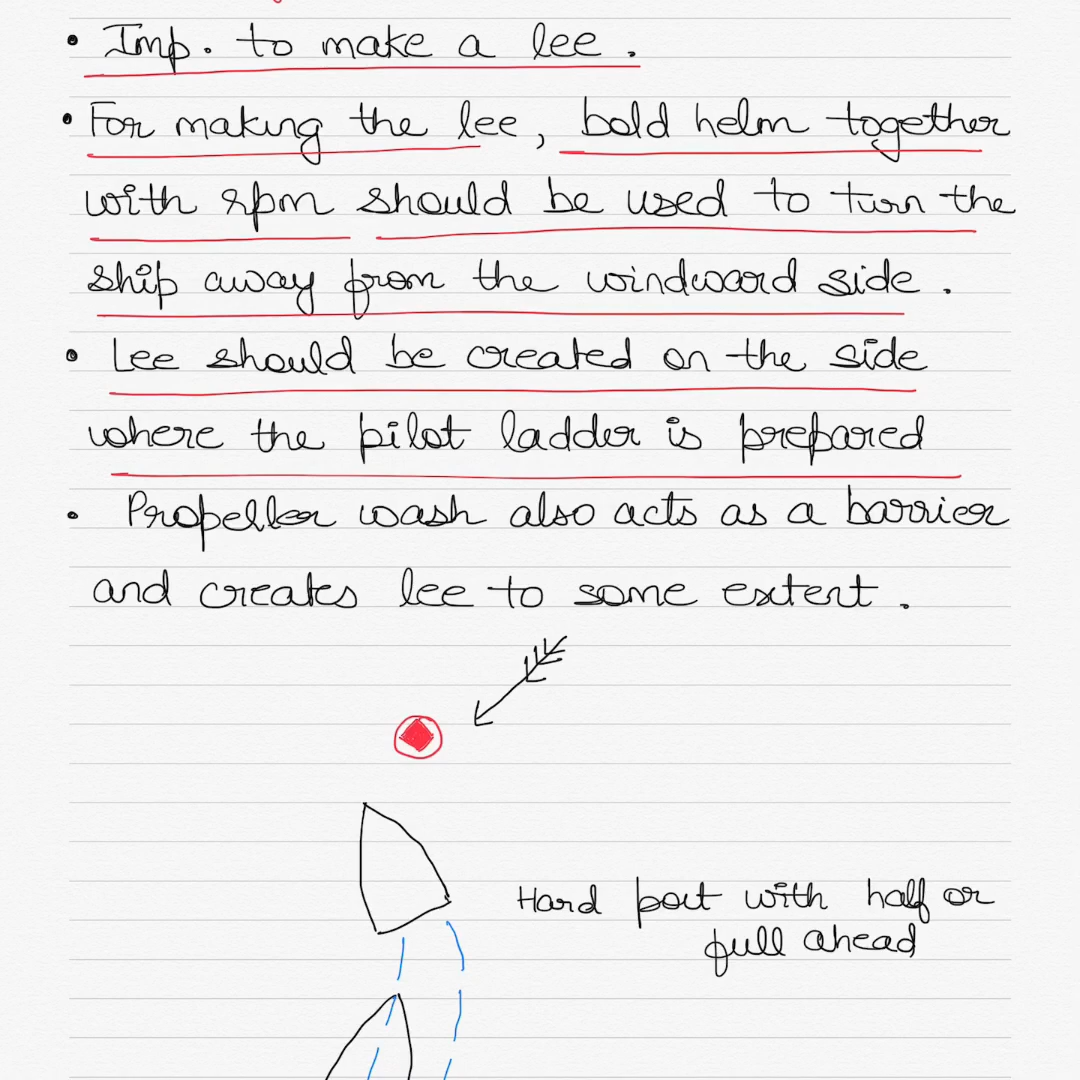 • Imp. to make a lee.
• For making the lee, bold helm together
with rpm should be used to turn the
ship away from the windward side.
• Lee should be created on the side
where the pilot ladder is prepared
• Propeller wash also acts as a barrier
and creates lee to some extent.
Hard port with half or
full ahead